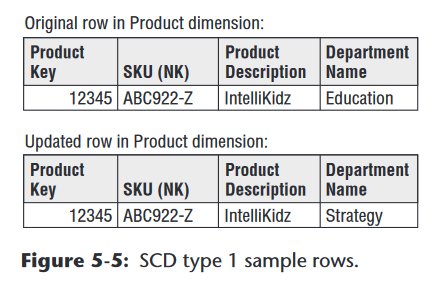 Original row in Product dimension:
Product Key SKU (NK) Product Description Department Name
12345 ABC922-Z IntelliKidz Education
Updated row in Product dimension:
Product Key SKU (NK) Product Description Department Name
12345 ABC922-Z IntelliKidz Strategy
Figure 5-5: SCD type 1 sample rows.